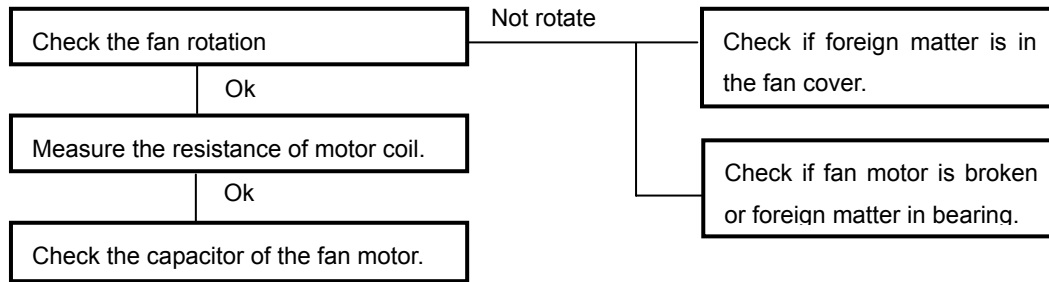 Not rotate
Check the fan rotation
Check if foreign matter is in
the fan cover.
Ok
Measure the resistance of motor coil.
Check if fan motor is broken
or foreign matter in bearing.
Ok
Check the capacitor of the fan motor.